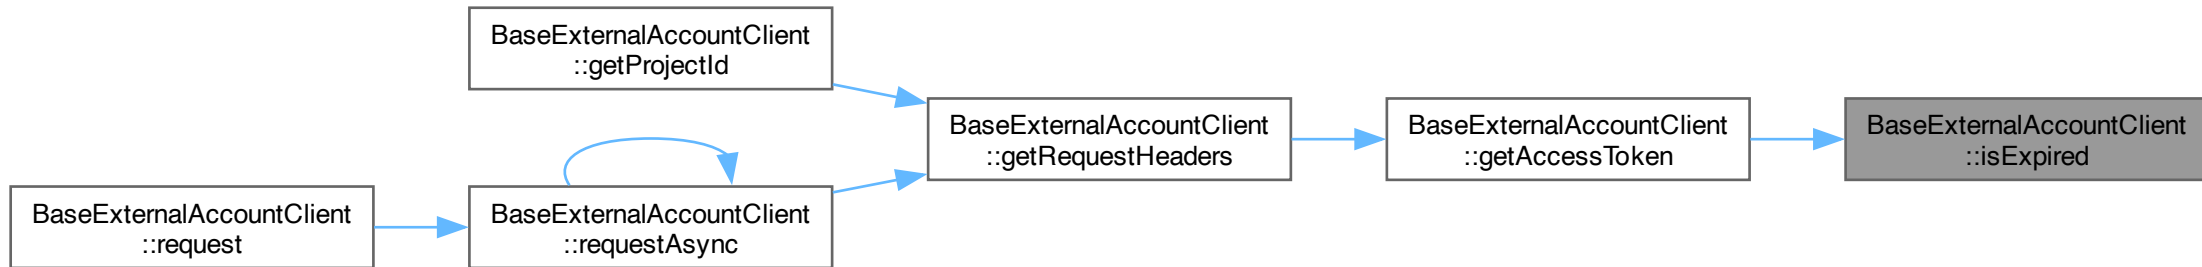 BaseExternalAccountClient
::getProjectId
BaseExternalAccountClient
::getRequestHeaders
BaseExternalAccountClient
::getAccessToken
BaseExternalAccountClient
::isExpired
BaseExternalAccountClient
::request
BaseExternalAccountClient
::requestAsync